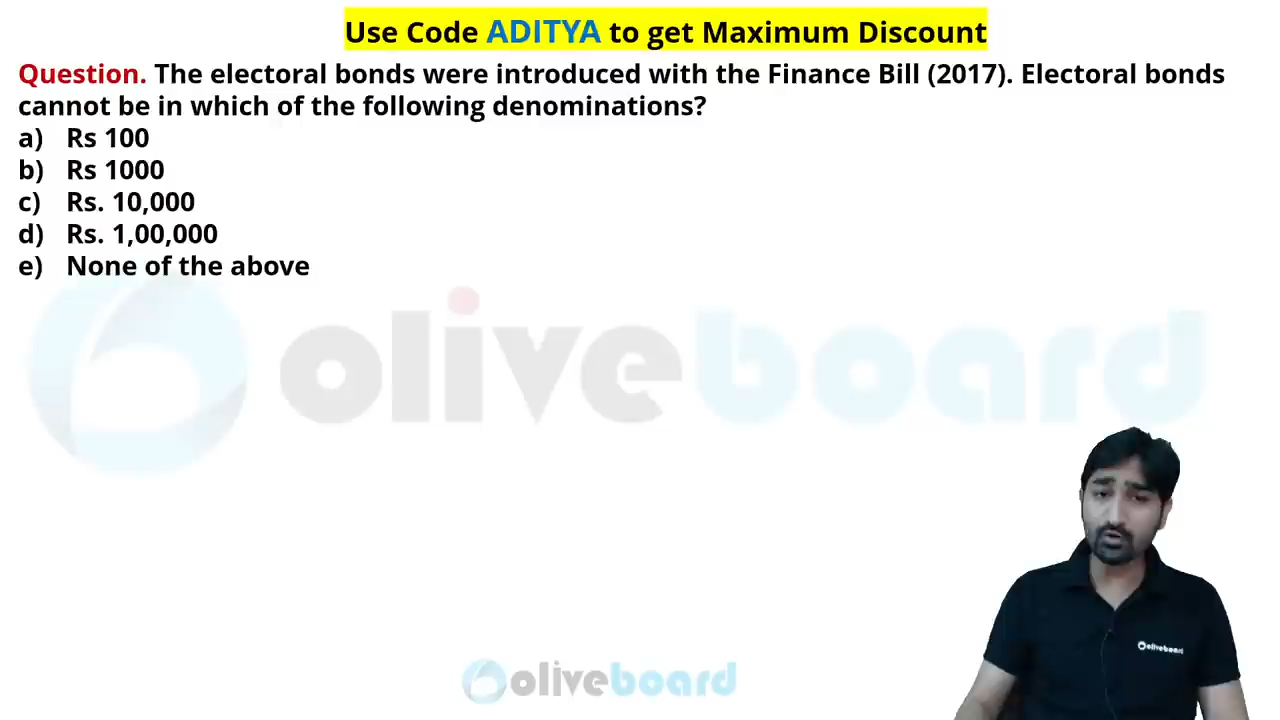 Use Code ADITYA to get Maximum Discount
Question. The electoral bonds were introduced with the Finance Bill (2017). Electoral bonds
cannot be in which of the following denominations?
a) Rs 100
b) Rs 1000
c) Rs. 10,000
d) Rs. 1,00,000
e) None of the above
oliveboard
oliveboard
oliveboard